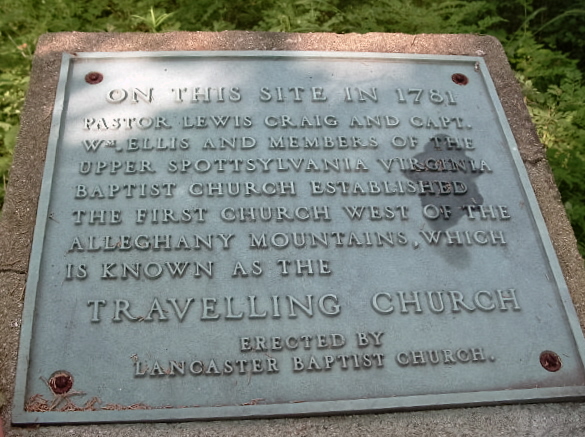 ON THIS SITE IN 1781
PASTOR LEWIS CRAIG AND CAPT.
WM, ELLIS AND MEMBERS OF THE
UPPER SPOTTSYLVANIA VIRGINIA
BAPTIST CHURCH ESTABLISHED
THE FIRST CHURCH WEST OF THE
ALLEGHANY MOUNTAINS, WHICH
IS KNOWN AS THE
TRAVELLING CHURCH
ERECTED BY
LANCASTER BAPTIST CHURCH.